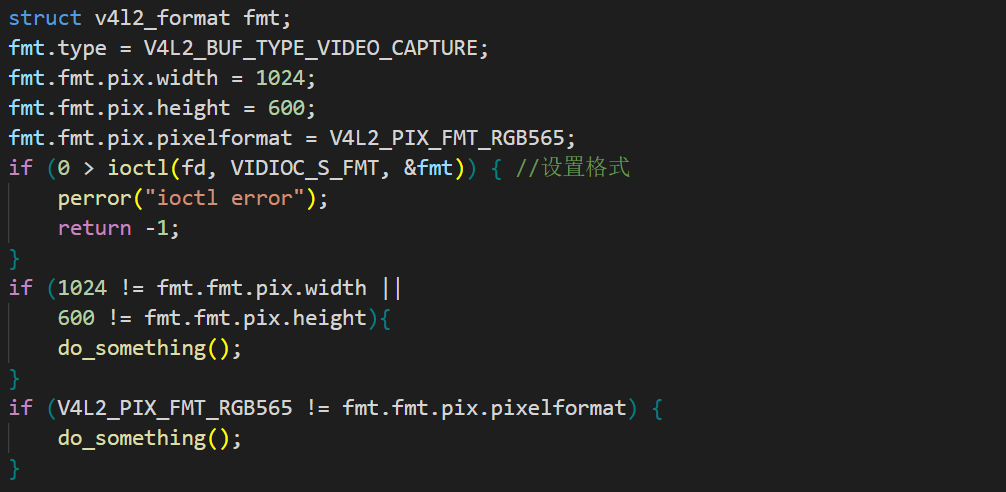 struct v4l2_format fmt;
fmt.type = V4L2_BUF_TYPE_VIDEO_CAPTURE;
fmt.fmt.pix.width = 1024;
fmt.fmt.pix.height = 600;
fmt.fmt.pix.pixelformat = V4L2_PIX_FMT_RGB565;
if (0 > ioctl(fd, VIDIOC_S_FMT, &fmt)) { //设置格式
    perror("ioctl error");
    return -1;
}
if (1024 != fmt.fmt.pix.width ||
    600 != fmt.fmt.pix.height){
    do_something();
}
if (V4L2_PIX_FMT_RGB565 != fmt.fmt.pix.pixelformat) {
    do_something();
}